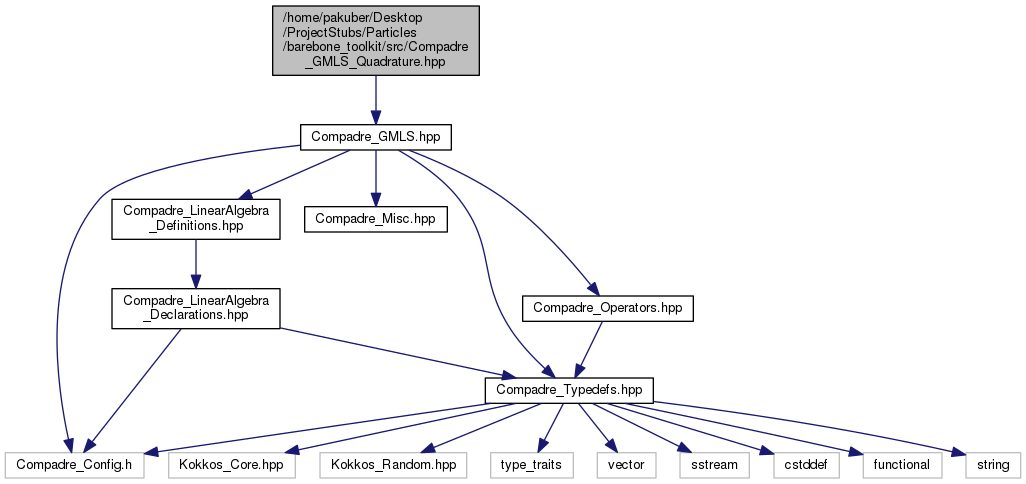 /home/pakuber/Desktop
/ProjectStubs/Particles
/barebone_toolkit/src/Compadre
_GMLS_Quadrature.hpp
Compadre_GMLS.hpp
Compadre_LinearAlgebra
_Definitions.hpp
Compadre_Misc.hpp
Compadre_LinearAlgebra
_Declarations.hpp
Compadre_Operators.hpp
Compadre_Typedefs.hpp
Compadre_Config.h
Kokkos_Core.hpp
Kokkos_Random.hpp
type_traits
vector
sstream
cstddef
functional
string